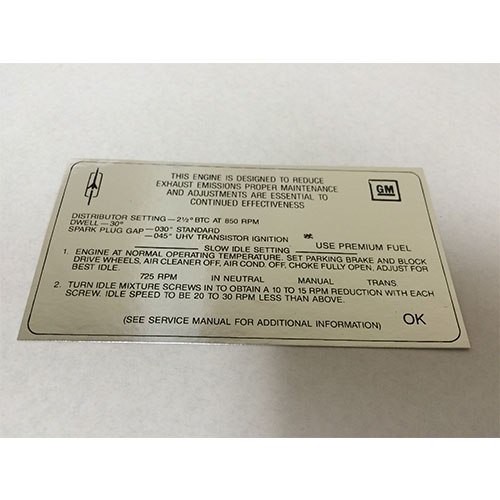 THIS ENGINE IS DESIGNED TO REDUCE
EXHAUST EMISSIONS PROPER MAINTENANCE
AND ADJUSTMENTS ARE ESSENTIAL TO
CONTINUED EFFECTIVENESS
GM
DISTRIBUTOR SETTING—2½° BTC AT 850 RPM
DWELL—30°
SPARK PLUG GAP—.030" STANDARD
—.045" UHV TRANSISTOR IGNITION
USE PREMIUM FUEL
SLOW IDLE SETTING
1. ENGINE AT NORMAL OPERATING TEMPERATURE. SET PARKING BRAKE AND BLOCK
DRIVE WHEELS, AIR CLEANER OFF, AIR COND. OFF, CHOKE FULLY OPEN, ADJUST FOR
BEST IDLE.
725 RPM IN NEUTRAL MANUAL TRANS
2. TURN IDLE MIXTURE SCREWS IN TO OBTAIN A 10 TO 15 RPM REDUCTION WITH EACH
SCREW. IDLE SPEED TO BE 20 TO 30 RPM LESS THAN ABOVE.
(SEE SERVICE MANUAL FOR ADDITIONAL INFORMATION)
OK